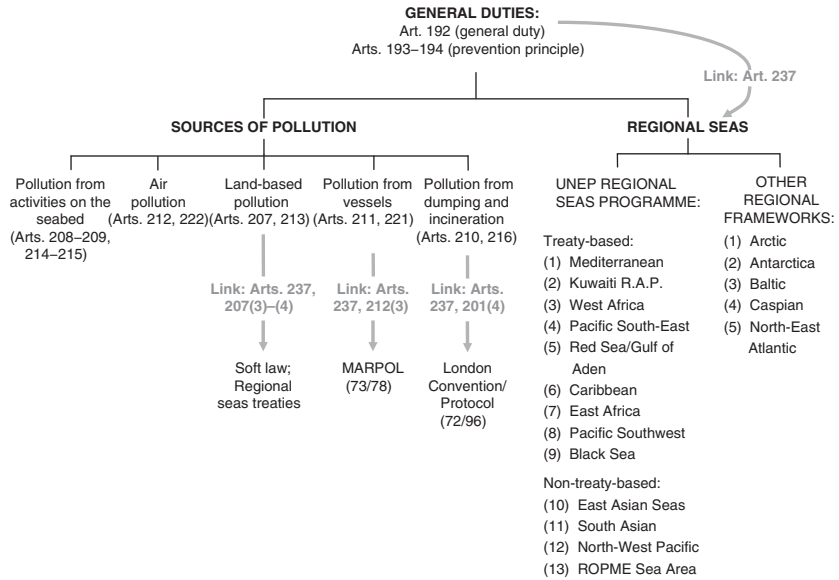 GENERAL DUTIES:
Art. 192 (general duty)
Arts. 193–194 (prevention principle)
Link: Art. 237
SOURCES OF POLLUTION
Pollution from
activities on the
seabed
(Arts. 208–209,
214–215)
Air
pollution
(Arts. 212, 222)
Land-based
pollution
(Arts. 207, 213)
Pollution from
vessels
(Arts. 211, 221)
Pollution from
dumping and
incineration
(Arts. 210, 216)
Link: Arts. 237,
207(3)–(4)
Link: Arts.
237, 212(3)
Link: Arts.
237, 201(4)
Soft law;
Regional
seas treaties
MARPOL
(73/78)
London
Convention/
Protocol
(72/96)
REGIONAL SEAS
UNEP REGIONAL
SEAS PROGRAMME:
Treaty-based:
(1) Mediterranean
(2) Kuwaiti R.A.P.
(3) West Africa
(4) Pacific South-East
(5) Red Sea/Gulf of
Aden
(6) Caribbean
(7) East Africa
(8) Pacific Southwest
(9) Black Sea
Non-treaty-based:
(10) East Asian Seas
(11) South Asian
(12) North-West Pacific
(13) ROPME Sea Area
OTHER
REGIONAL
FRAMEWORKS:
(1) Arctic
(2) Antarctica
(3) Baltic
(4) Caspian
(5) North-East
Atlantic